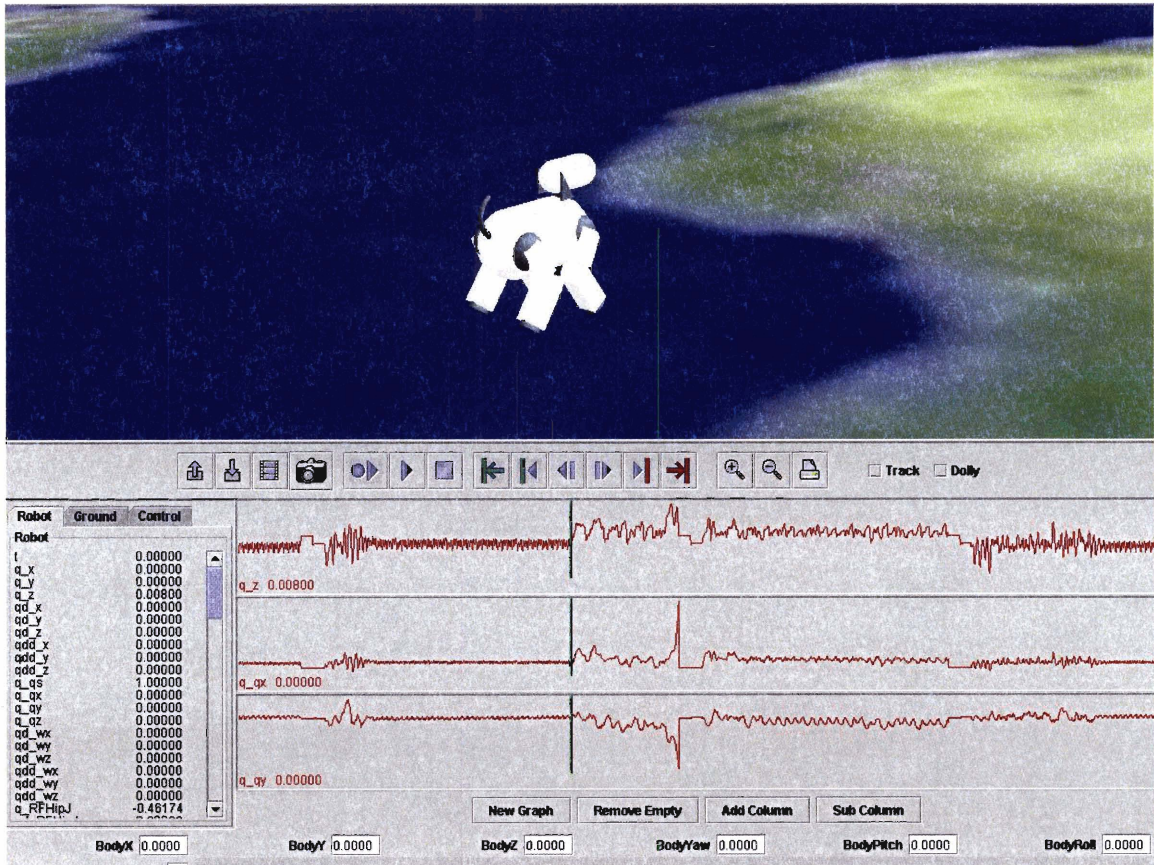 Track Dolly
Robot Ground Control
Robot
t 0.00000
q_x 0.00000
q_y 0.00000
q_z 0.00800
qd_x 0.00000
qd_y 0.00000
qd_z 0.00000
qdd_x 0.00000
qdd_y 0.00000
qdd_z 0.00000
q_qs 1.00000
q_qx 0.00000
q_qy 0.00000
q_qz 0.00000
qd_wx 0.00000
qd_wy 0.00000
qd_wz 0.00000
qdd_wx 0.00000
qdd_wy 0.00000
qdd_wz 0.00000
q_RFHipJ -0.46174
q_z 0.00800
q_qx 0.00000
q_qy 0.00000
New Graph Remove Empty Add Column Sub Column
BodyX 0.0000 BodyY 0.0000 BodyZ 0.0000 BodyYaw 0.0000 BodyPitch 0.0000 BodyRoll 0.0000